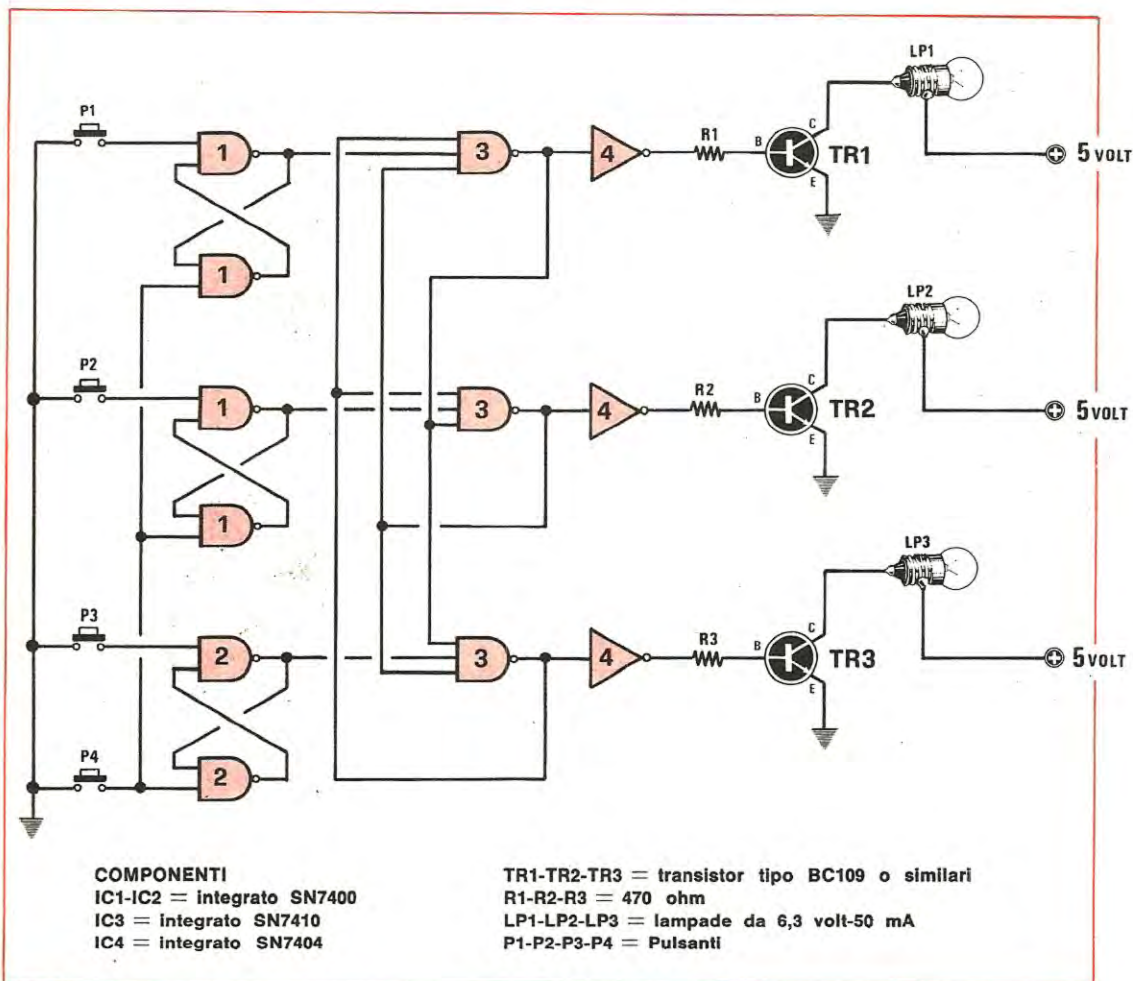 LP1
P1
1
3
4
R1
B
C
E
TR1
5 VOLT
1
LP2
P2
1
3
4
R2
B
C
E
TR2
5 VOLT
1
LP3
P3
2
3
4
R3
B
C
E
TR3
5 VOLT
P4
2
COMPONENTI
IC1-IC2 = integrato SN7400
IC3 = integrato SN7410
IC4 = integrato SN7404
TR1-TR2-TR3 = transistor tipo BC109 o similari
R1-R2-R3 = 470 ohm
LP1-LP2-LP3 = lampade da 6,3 volt-50 mA
P1-P2-P3-P4 = Pulsanti